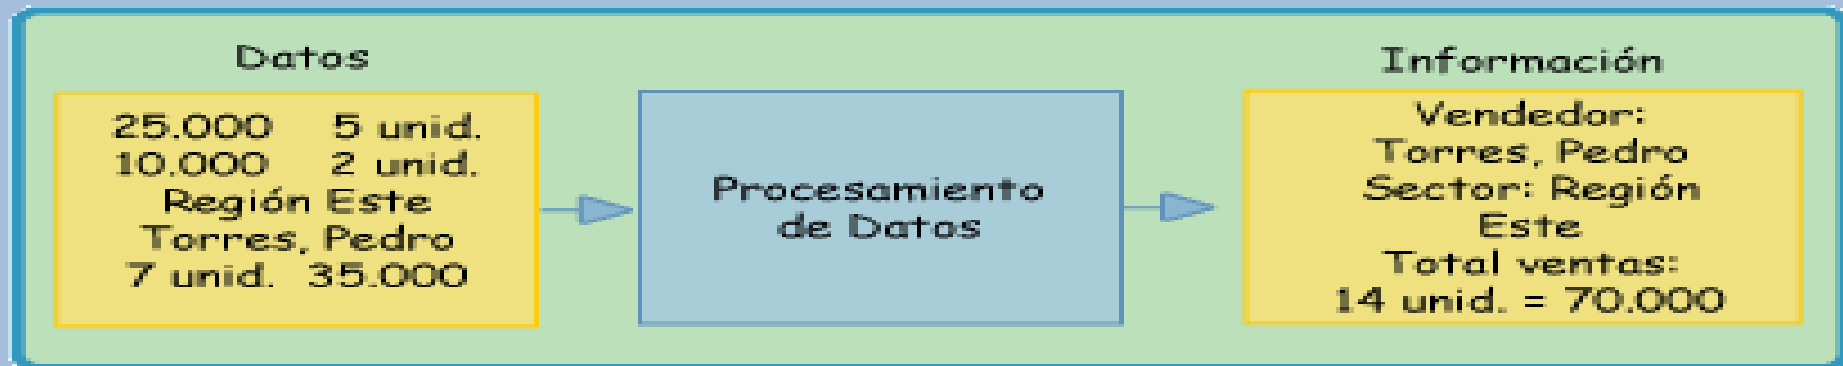 Datos
25.000 5 unid.
10.000 2 unid.
Región Este
Torres, Pedro
7 unid. 35.000
Procesamiento
de Datos
Información
Vendedor:
Torres, Pedro
Sector: Región
Este
Total ventas:
14 unid. = 70.000